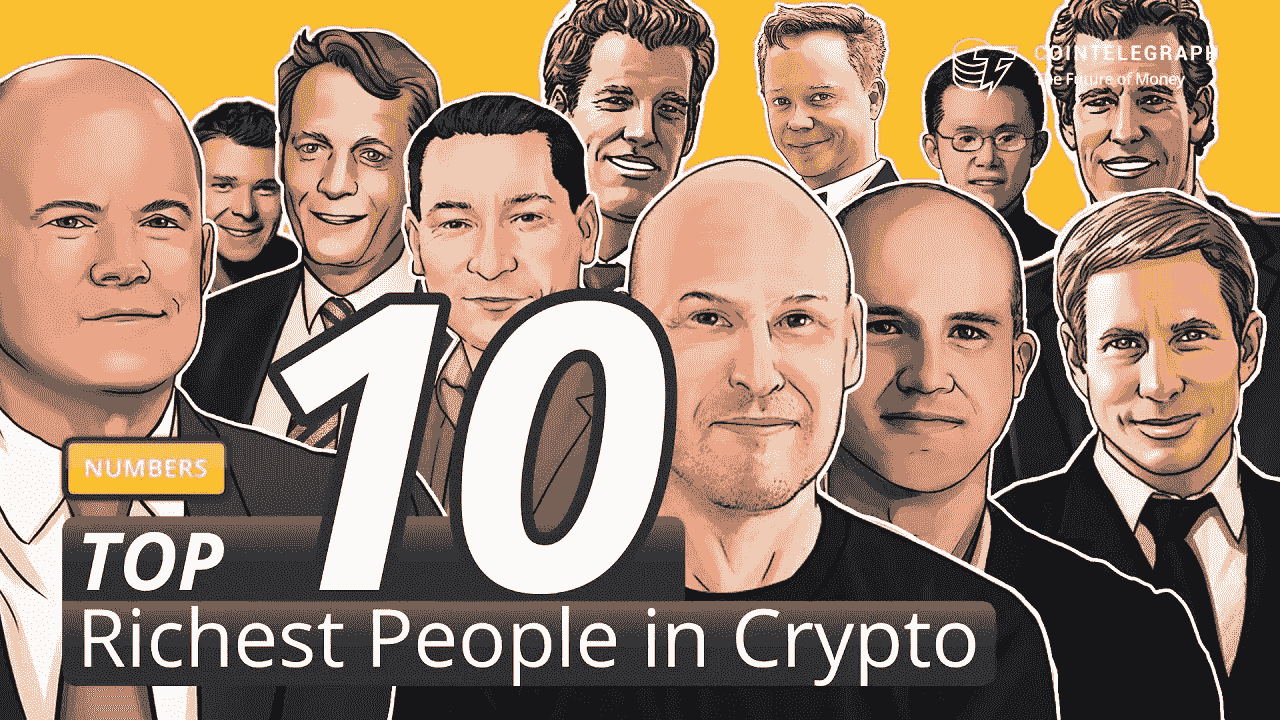 COINTELEGRAPH
The Future of Money
NUMBERS
TOP 10
Richest People in Crypto